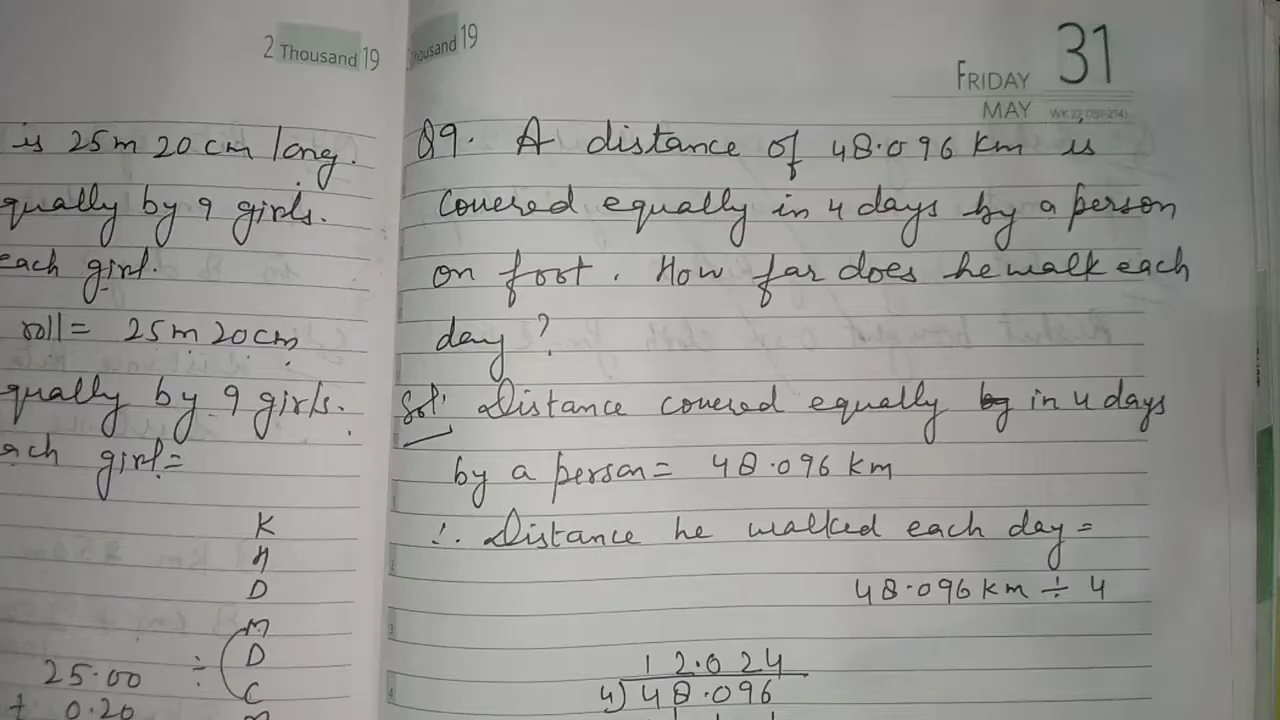 2 Thousand 19
is 25m 20cm long.
qually by 9 girls.
each girl.
roll = 25m 20cm
qually by 9 girls.
ach girl =
K
H
D
M
D
25.00 ÷ C
+ 0.20 m
Thousand 19
FRIDAY 31
MAY
Q9. A distance of 48.096 km is
covered equally in 4 days by a person
on foot. How far does he walk each
day?
Sol. Distance covered equally by in 4 days
by a person = 48.096 km
∴ Distance he walked each day =
48.096 km ÷ 4
12.024
4)48.096